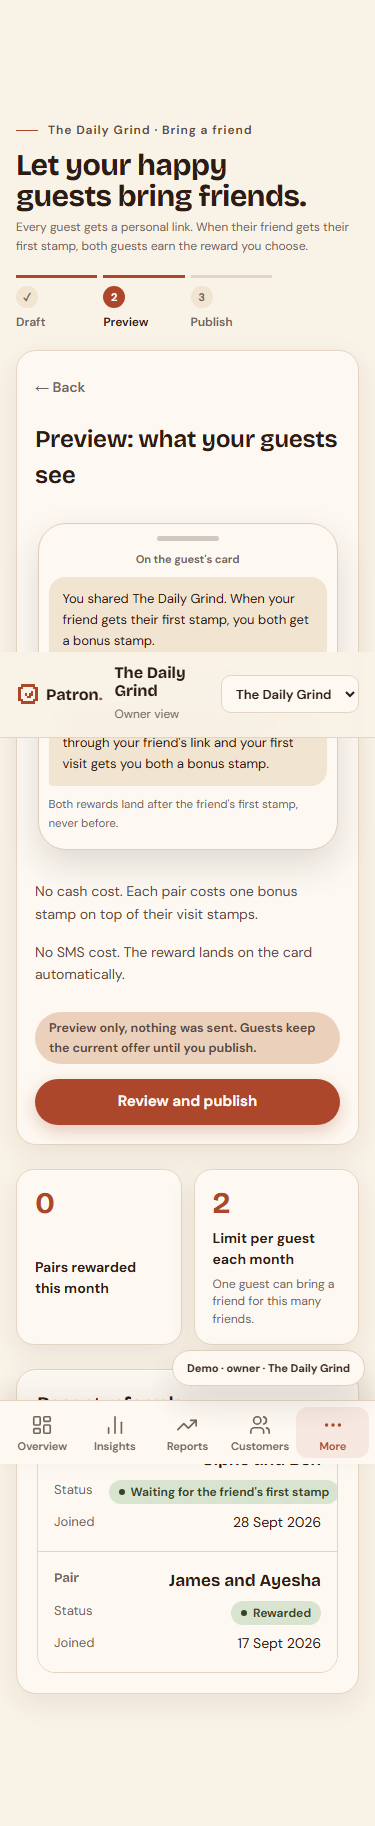 The Daily Grind · Bring a friend
Let your happy
guests bring friends.
Every guest gets a personal link. When their friend gets their
first stamp, both guests earn the reward you choose.
✓
2
3
Draft
Preview
Publish
← Back
Preview: what your guests
see
On the guest's card
You shared The Daily Grind. When your
friend gets their first stamp, you both get
a bonus stamp.
Patron.
The Daily
Grind
Owner view
The Daily Grind
through your friend's link and your first
visit gets you both a bonus stamp.
Both rewards land after the friend's first stamp,
never before.
No cash cost. Each pair costs one bonus
stamp on top of their visit stamps.
No SMS cost. The reward lands on the card
automatically.
Preview only, nothing was sent. Guests keep
the current offer until you publish.
Review and publish
0
Pairs rewarded
this month
2
Limit per guest
each month
One guest can bring a
friend for this many
friends.
Demo · owner · The Daily Grind
Overview
Insights
Reports
Customers
More
Status
Waiting for the friend's first stamp
Joined
28 Sept 2026
Pair
James and Ayesha
Status
Rewarded
Joined
17 Sept 2026